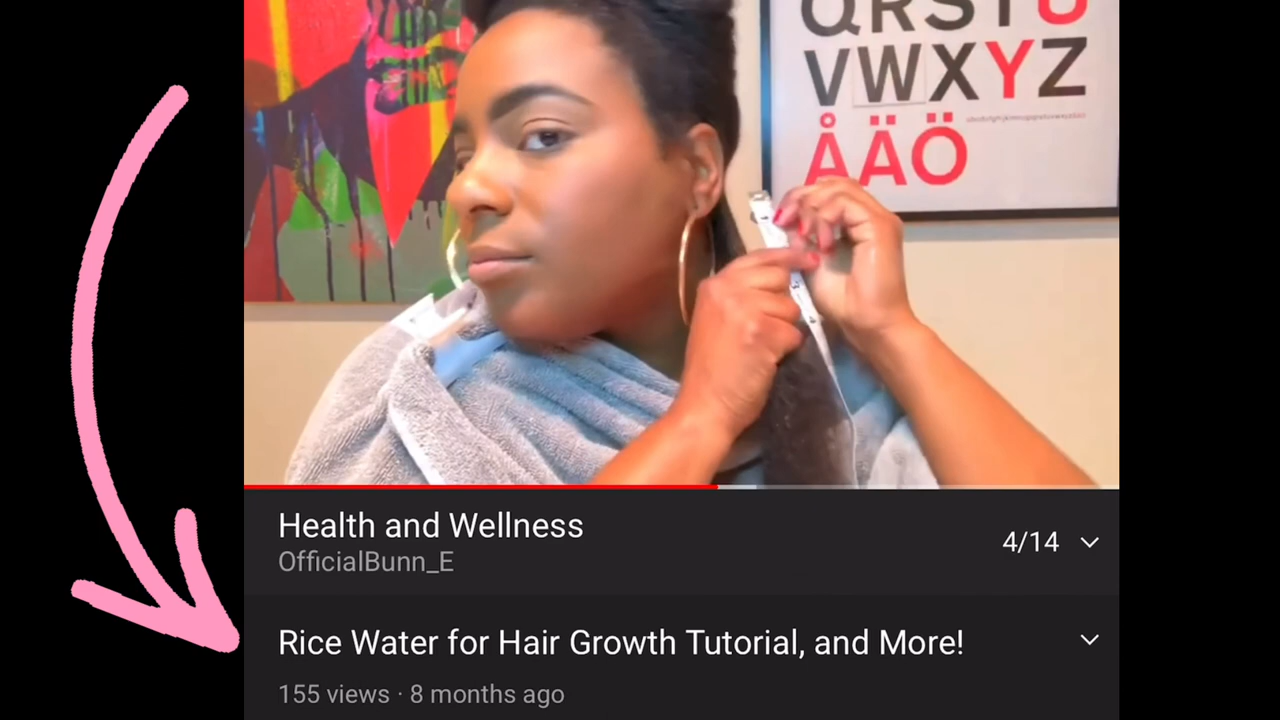 QRSTU
VWXYZ
ÅÄÖ
Health and Wellness
OfficialBunn_E
4/14
Rice Water for Hair Growth Tutorial, and More!
155 views · 8 months ago